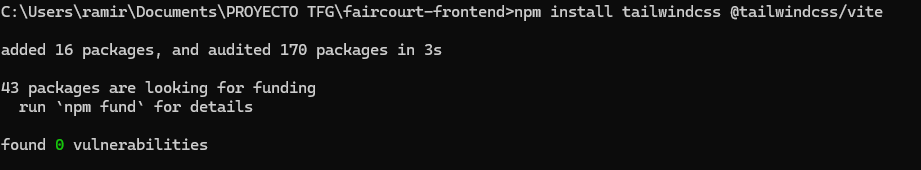 C:\Users\ramir\Documents\PROYECTO TFG\faircourt-frontend>npm install tailwindcss @tailwindcss/vite
added 16 packages, and audited 170 packages in 3s
43 packages are looking for funding
  run `npm fund` for details
found 0 vulnerabilities